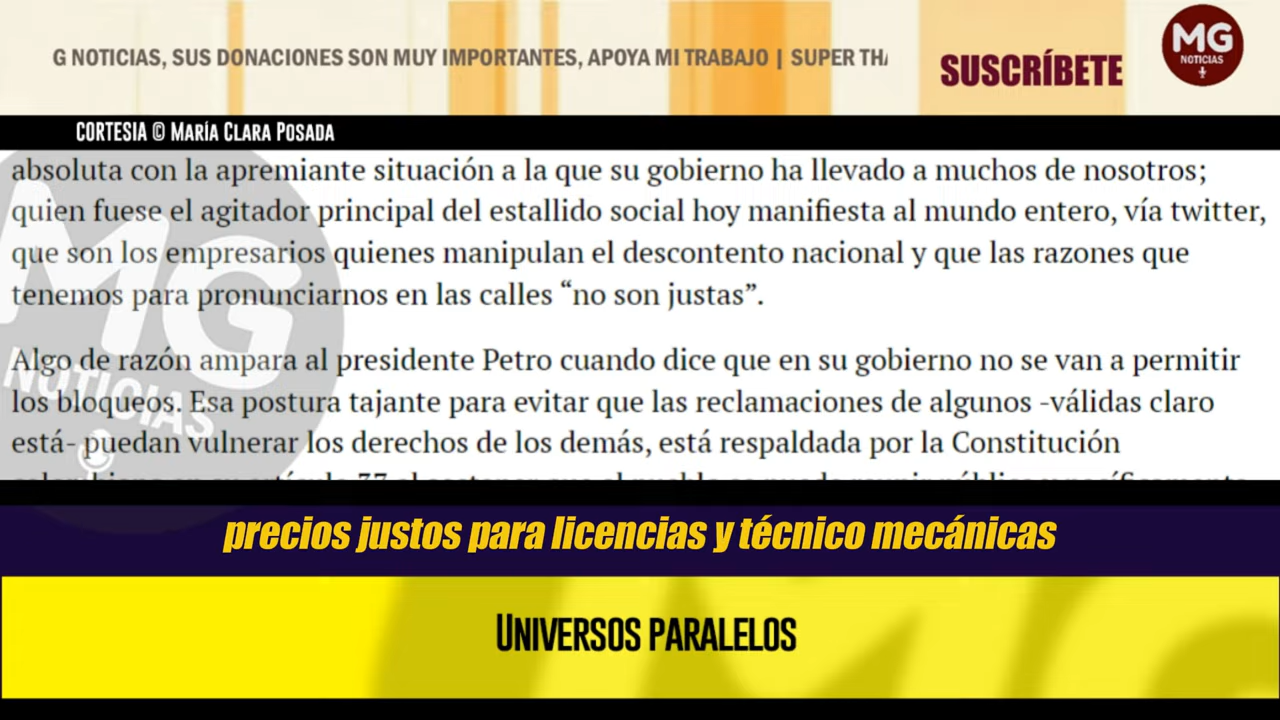 G NOTICIAS, SUS DONACIONES SON MUY IMPORTANTES, APOYA MI TRABAJO | SUPER THA
SUSCRÍBETE
MG
NOTICIAS
CORTESIA © MARÍA CLARA POSADA
absoluta con la apremiante situación a la que su gobierno ha llevado a muchos de nosotros;
quien fuese el agitador principal del estallido social hoy manifiesta al mundo entero, vía twitter,
que son los empresarios quienes manipulan el descontento nacional y que las razones que
tenemos para pronunciarnos en las calles “no son justas”.
Algo de razón ampara al presidente Petro cuando dice que en su gobierno no se van a permitir
los bloqueos. Esa postura tajante para evitar que las reclamaciones de algunos -válidas claro
está- puedan vulnerar los derechos de los demás, está respaldada por la Constitución
MG
NOTICIAS
precios justos para licencias y técnico mecánicas
UNIVERSOS PARALELOS